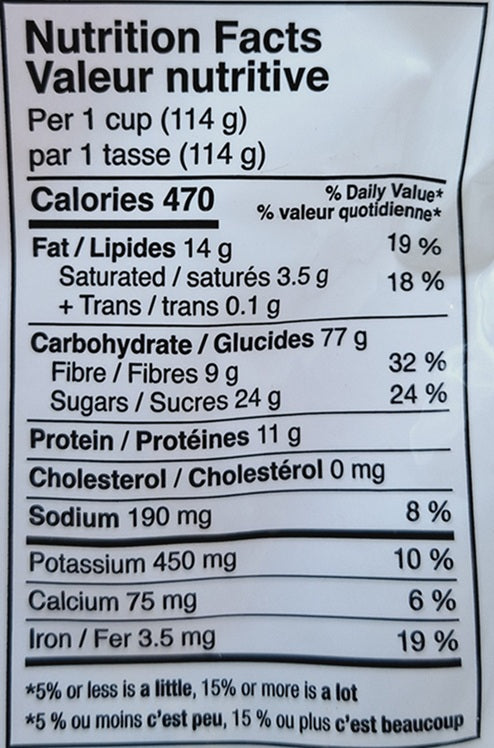 Nutrition Facts
Valeur nutritive
Per 1 cup (114 g)
par 1 tasse (114 g)
Calories 470
% Daily Value*
% valeur quotidienne*
Fat / Lipides 14 g 19 %
Saturated / saturés 3.5 g 18 %
+ Trans / trans 0.1 g
Carbohydrate / Glucides 77 g
Fibre / Fibres 9 g 32 %
Sugars / Sucres 24 g 24 %
Protein / Protéines 11 g
Cholesterol / Cholestérol 0 mg
Sodium 190 mg 8 %
Potassium 450 mg 10 %
Calcium 75 mg 6 %
Iron / Fer 3.5 mg 19 %
*5% or less is a little, 15% or more is a lot
*5 % ou moins c'est peu, 15 % ou plus c'est beaucoup